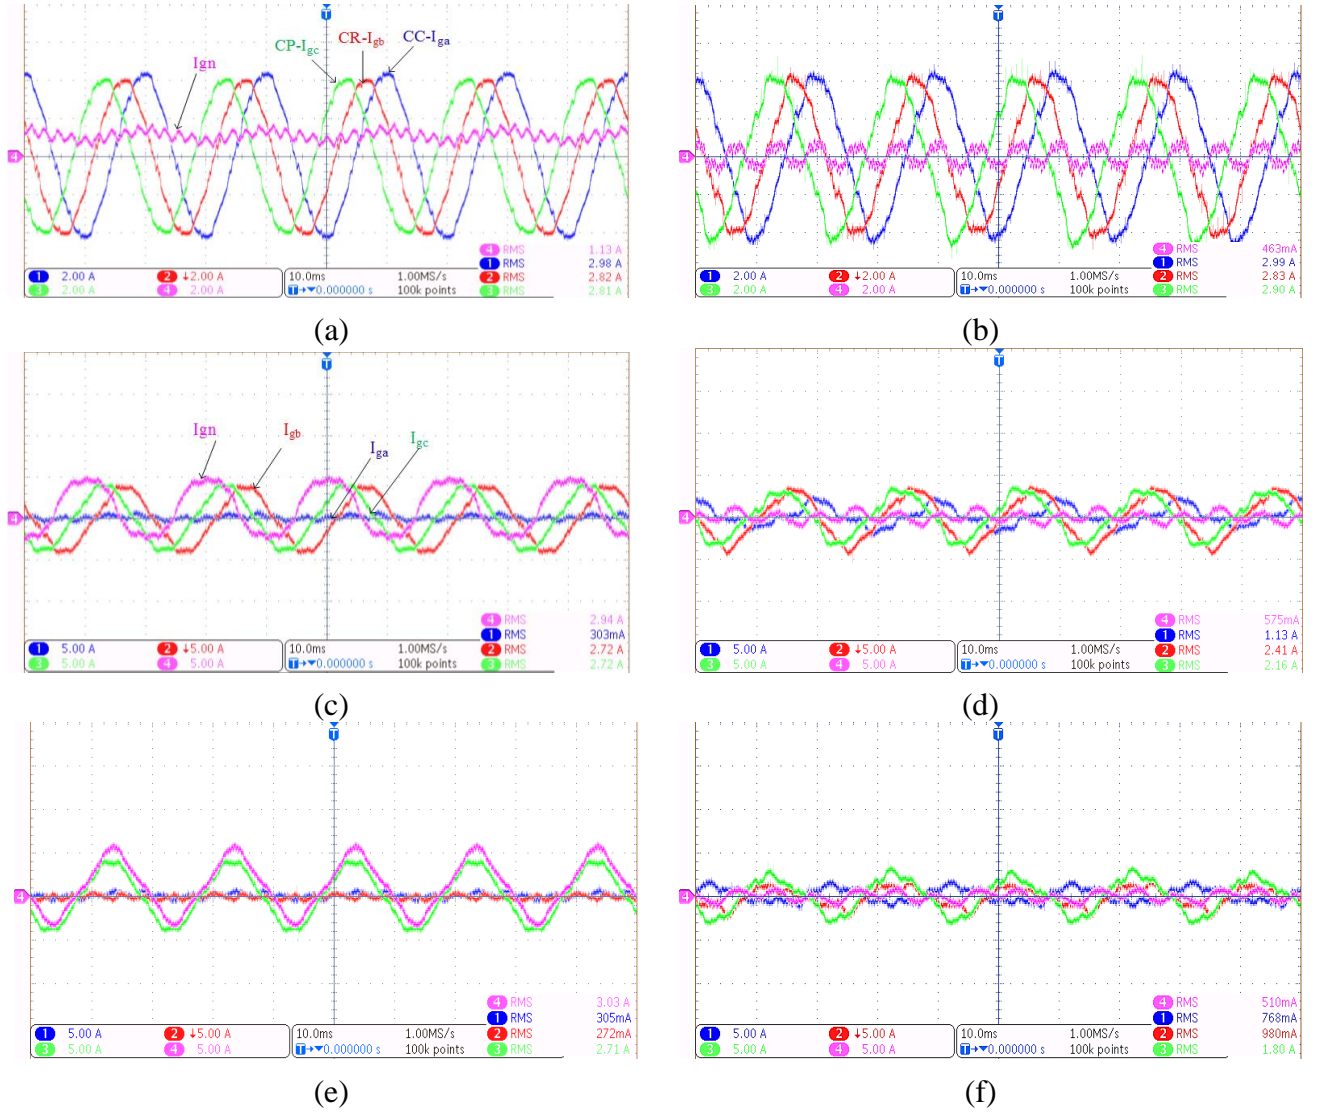 T
T
CP-Igc
CR-Igb
CC-Iga
Ign
4
4
4 RMS 1.13 A
1 RMS 2.98 A
1 2.00 A 2 ↓2.00 A 10.0ms 1.00MS/s 2 RMS 2.82 A
3 2.00 A 4 2.00 A T→▼0.000000 s 100k points 3 RMS 2.81 A
4 RMS 463mA
1 RMS 2.99 A
1 2.00 A 2 ↓2.00 A 10.0ms 1.00MS/s 2 RMS 2.83 A
3 2.00 A 4 2.00 A T→▼0.000000 s 100k points 3 RMS 2.90 A
(a)
(b)
T
T
Ign
Igb
Iga
Igc
4
4
4 RMS 2.94 A
1 RMS 303mA
1 5.00 A 2 ↓5.00 A 10.0ms 1.00MS/s 2 RMS 2.72 A
3 5.00 A 4 5.00 A T→▼0.000000 s 100k points 3 RMS 2.72 A
4 RMS 575mA
1 RMS 1.13 A
1 5.00 A 2 ↓5.00 A 10.0ms 1.00MS/s 2 RMS 2.41 A
3 5.00 A 4 5.00 A T→▼0.000000 s 100k points 3 RMS 2.16 A
(c)
(d)
T
T
4
4
4 RMS 3.03 A
1 RMS 305mA
1 5.00 A 2 ↓5.00 A 10.0ms 1.00MS/s 2 RMS 272mA
3 5.00 A 4 5.00 A T→▼0.000000 s 100k points 3 RMS 2.71 A
4 RMS 510mA
1 RMS 768mA
1 5.00 A 2 ↓5.00 A 10.0ms 1.00MS/s 2 RMS 980mA
3 5.00 A 4 5.00 A T→▼0.000000 s 100k points 3 RMS 1.80 A
(e)
(f)